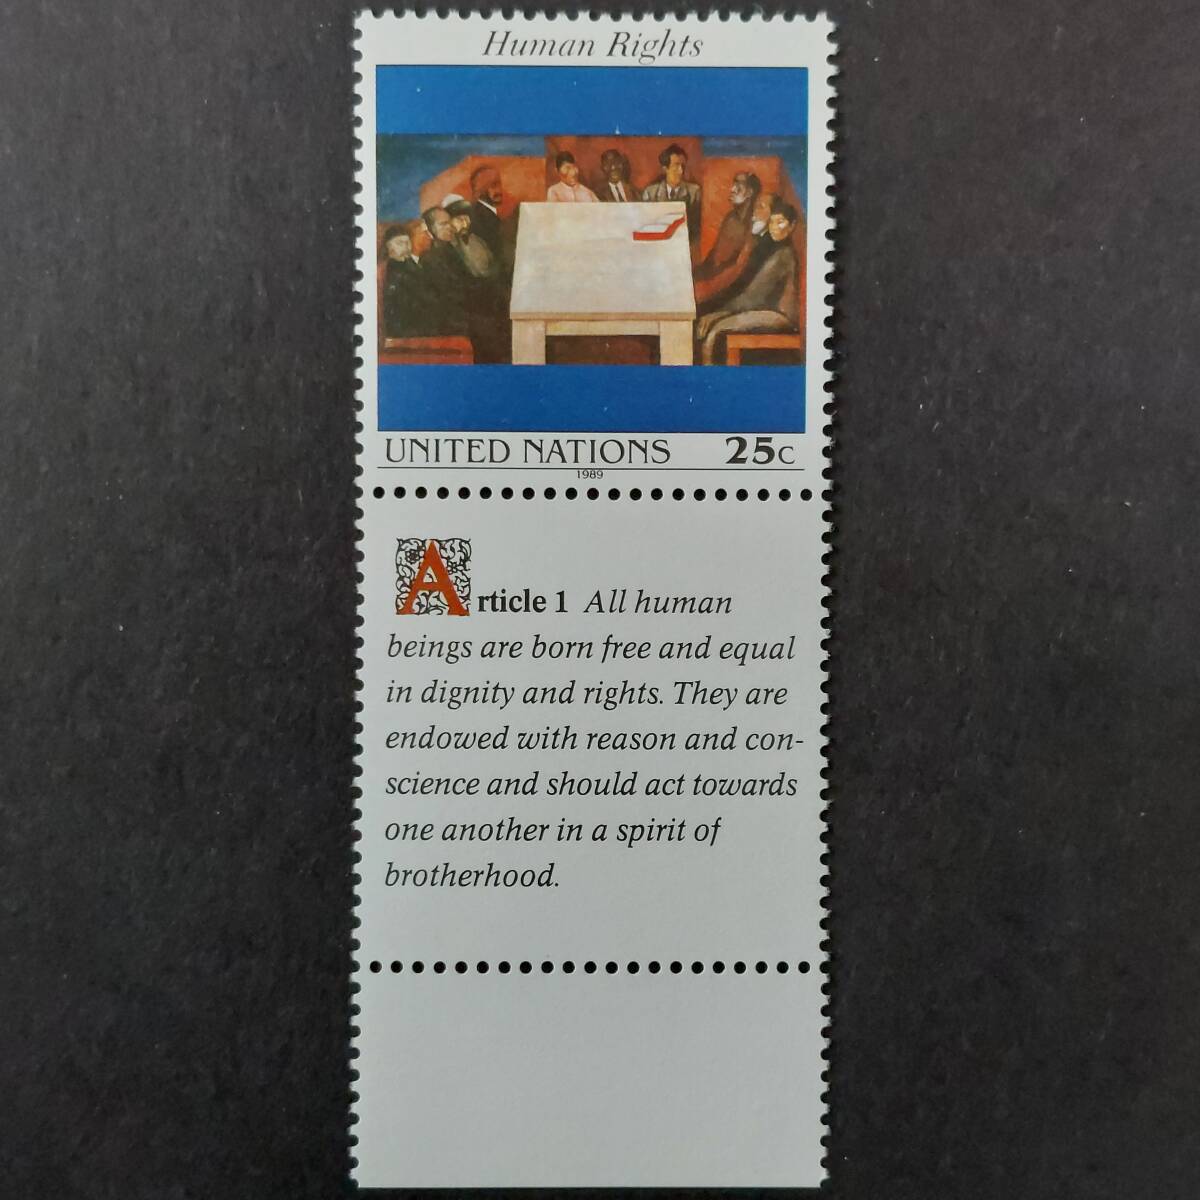 Human Rights
UNITED NATIONS 25c
1989
Article 1 All human
beings are born free and equal
in dignity and rights. They are
endowed with reason and con-
science and should act towards
one another in a spirit of
brotherhood.